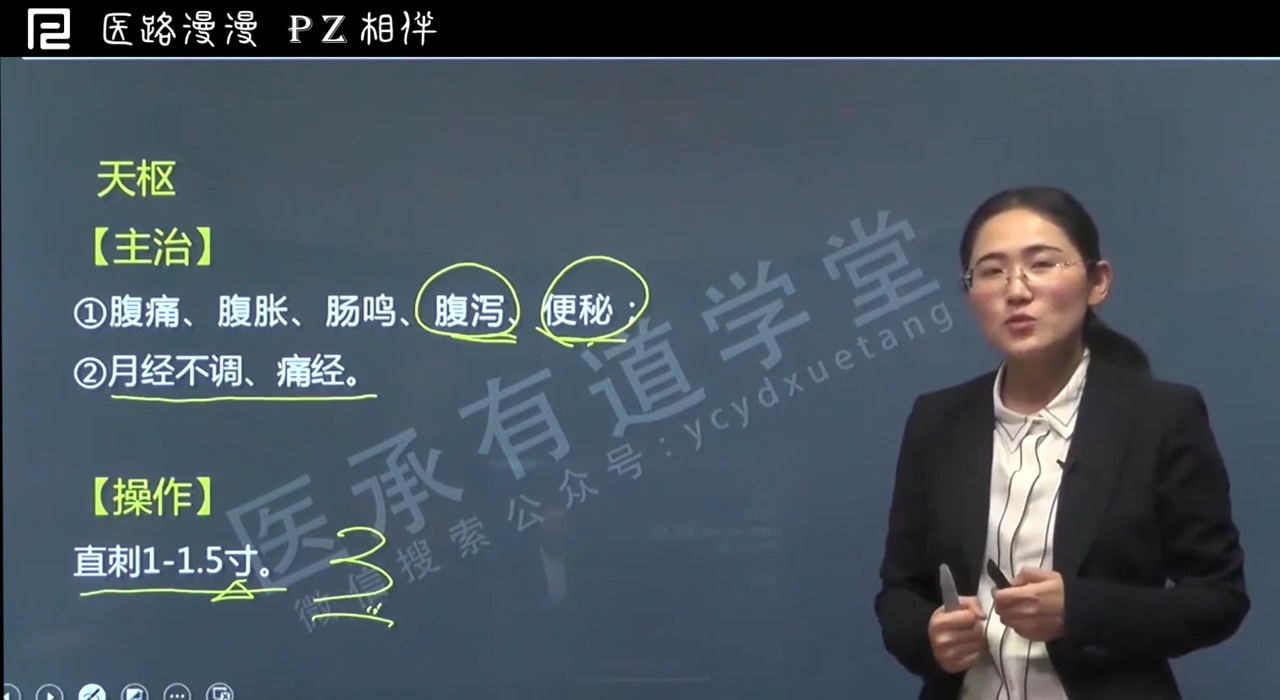 医路漫漫 PZ相伴
天枢
【主治】
①腹痛、腹胀、肠鸣、腹泻、便秘；
②月经不调、痛经。
【操作】
直刺1-1.5寸。
3
医承有道学堂
微信搜索公众号:ycydxuetang